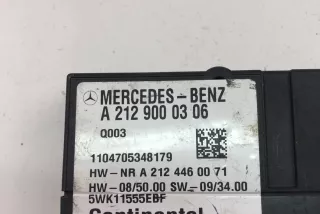 MERCEDES-BENZ
A 212 900 03 06
Q003
1104705348179
HW-NR A 212 446 00 71
HW-08/50.00 SW-09/34.00
5WK11555EBF
Continental